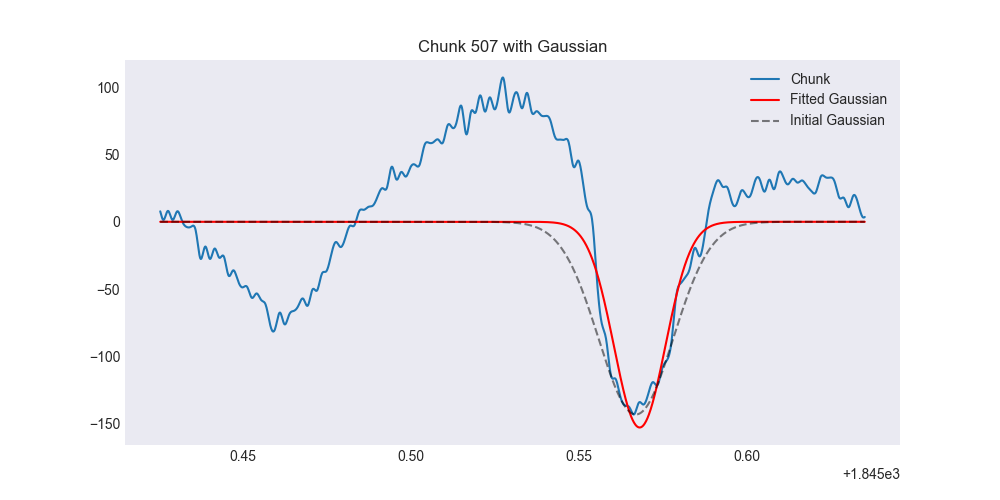 Chunk 507 with Gaussian
Chunk
Fitted Gaussian
Initial Gaussian
100
50
0
−50
−100
−150
0.45 0.50 0.55 0.60
+1.845e3